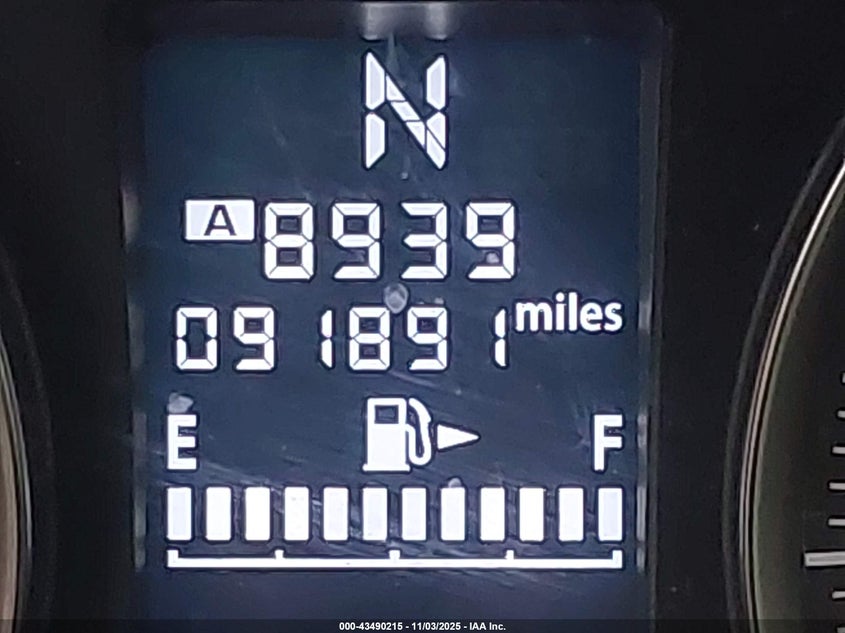 N
A 8939
091891 miles
E F
000-43490215 - 11/03/2025 - IAA Inc.